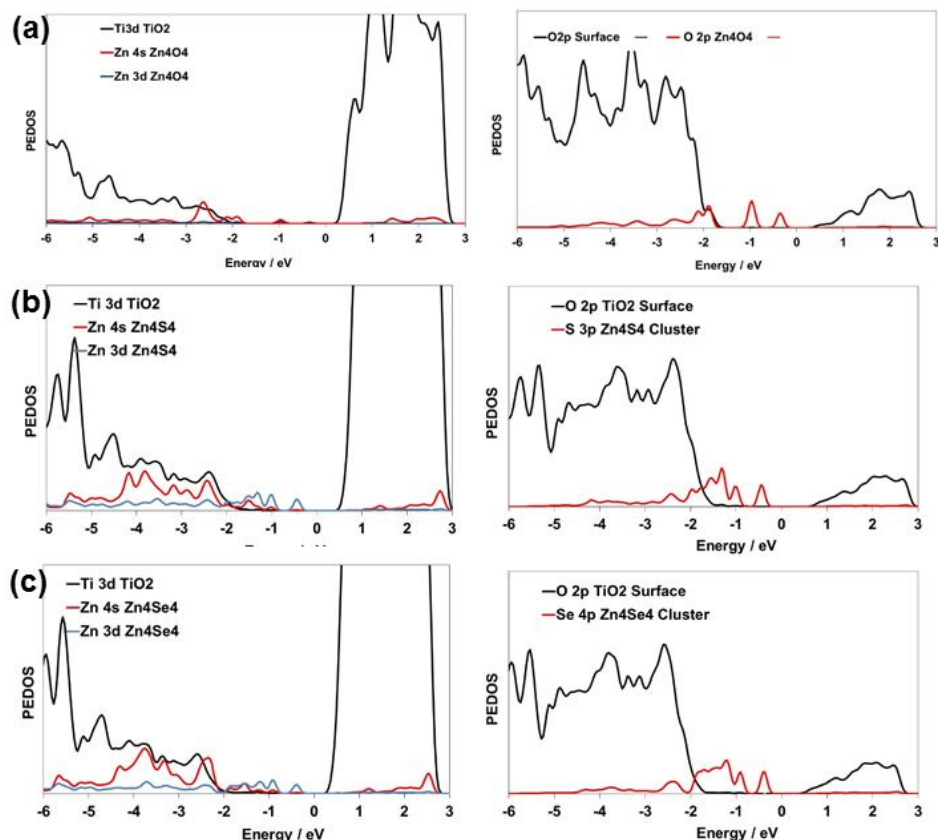 (a)
Ti3d TiO2
Zn 4s Zn4O4
Zn 3d Zn4O4
PEDOS
-6 -5 -4 -3 -2 -1 0 1 2 3
Energy / eV
O2p Surface
O 2p Zn4O4
PEDOS
-6 -5 -4 -3 -2 -1 0 1 2 3
Energy / eV
(b)
Ti 3d TiO2
Zn 4s Zn4S4
Zn 3d Zn4S4
PEDOS
-6 -5 -4 -3 -2 -1 0 1 2 3
O 2p TiO2 Surface
S 3p Zn4S4 Cluster
PEDOS
-6 -5 -4 -3 -2 -1 0 1 2 3
Energy / eV
(c)
Ti 3d TiO2
Zn 4s Zn4Se4
Zn 3d Zn4Se4
PEDOS
-6 -5 -4 -3 -2 -1 0 1 2 3
Energy / eV
O 2p TiO2 Surface
Se 4p Zn4Se4 Cluster
PEDOS
-6 -5 -4 -3 -2 -1 0 1 2 3
Energy / eV